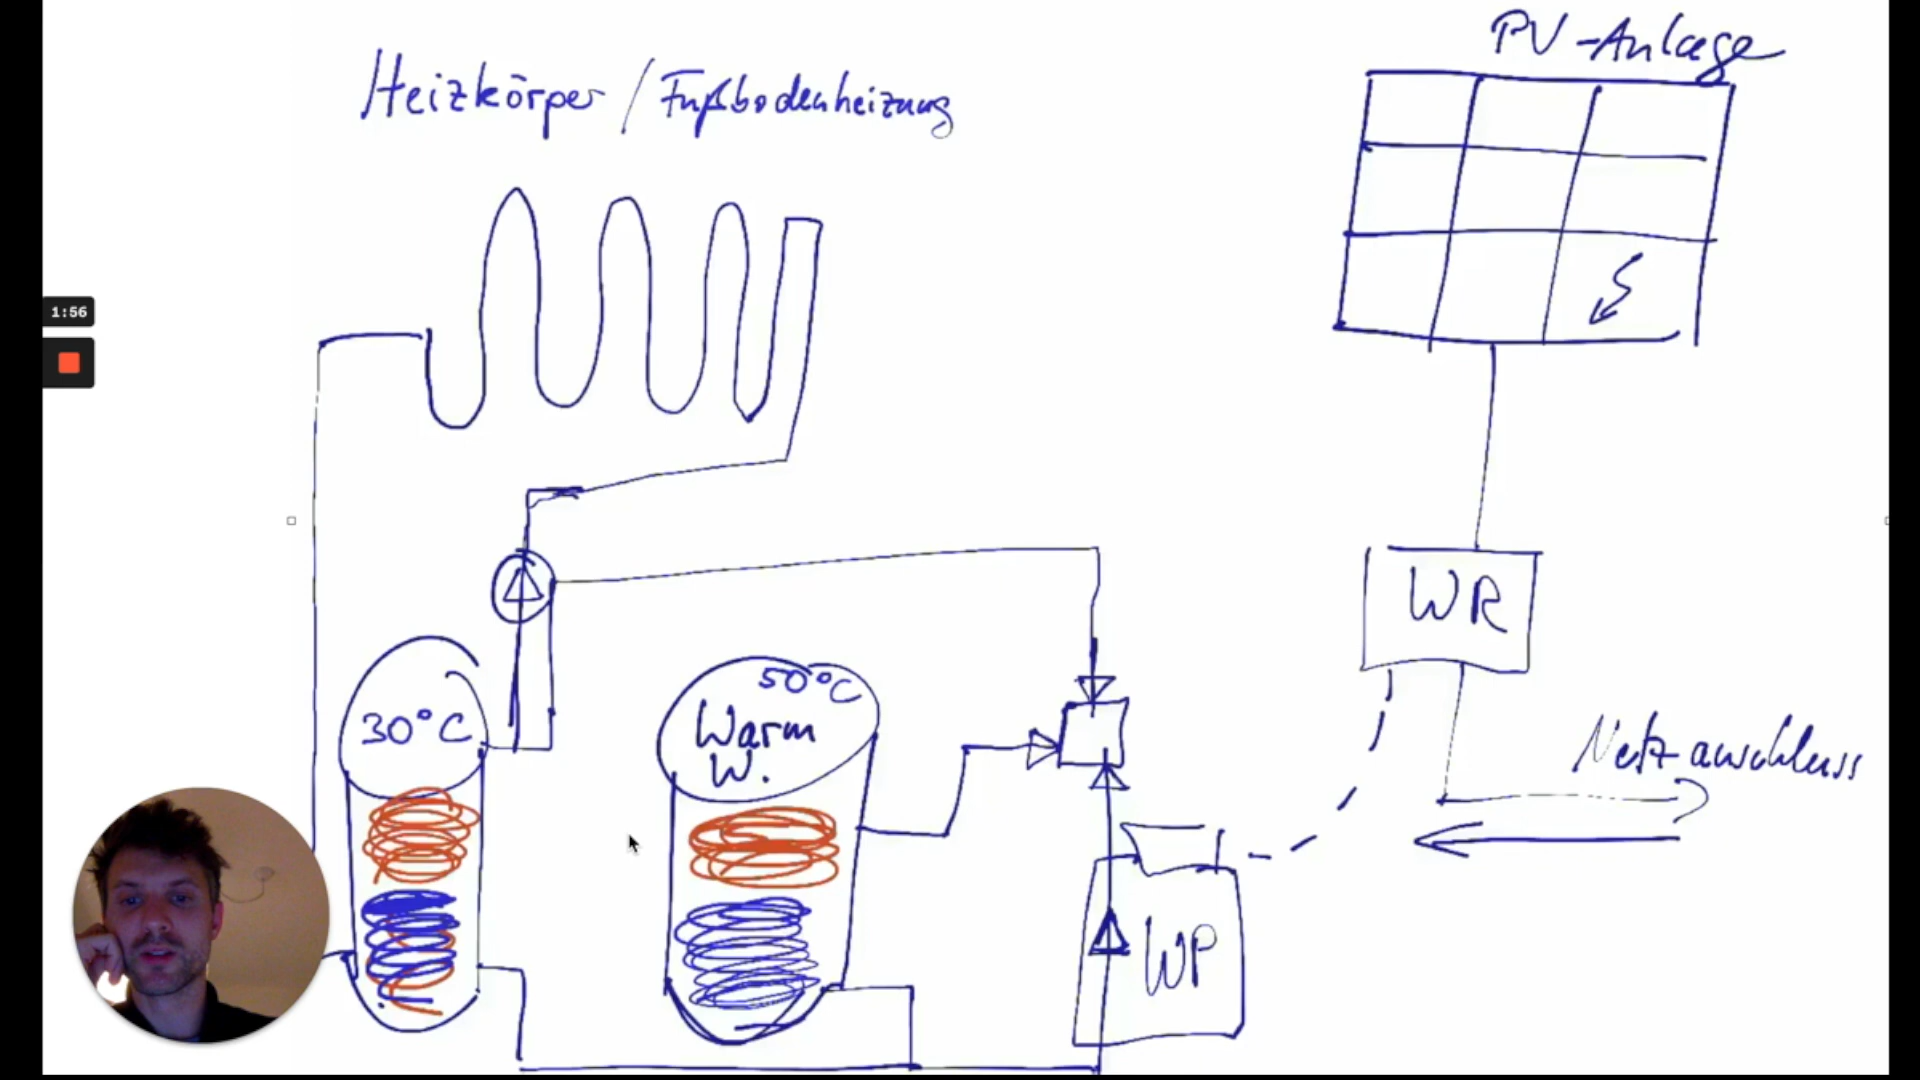 PV-Anlage
Heizkörper / Fußbodenheizung
1:56
WR
50°C
30°C
Warm
W.
Netzanschluss
WP